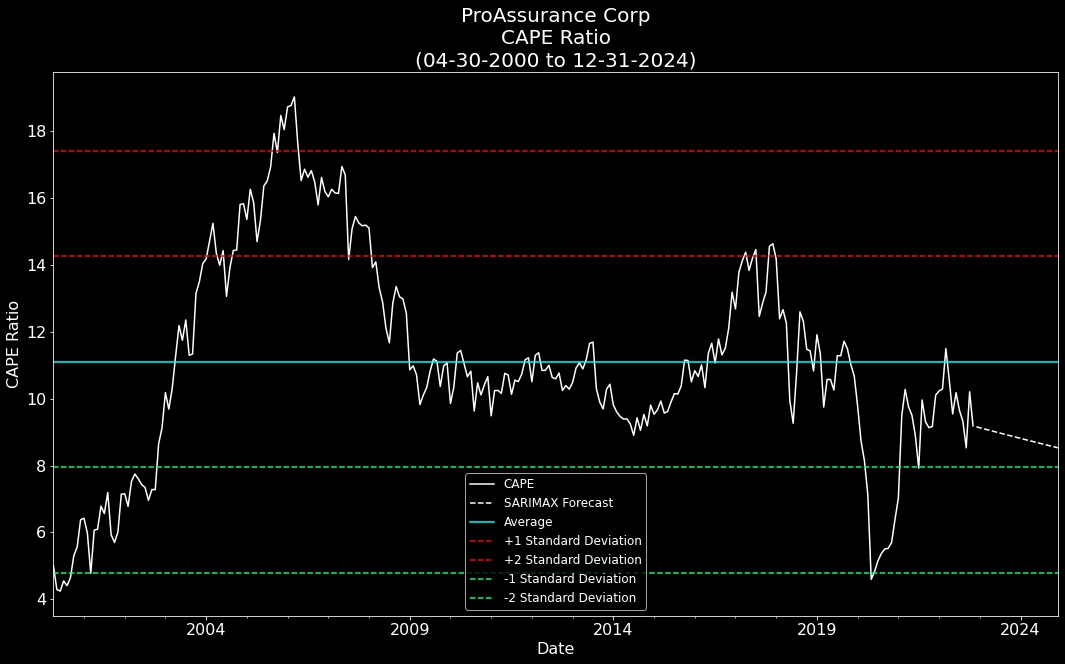 ProAssurance Corp
CAPE Ratio
(04-30-2000 to 12-31-2024)
CAPE Ratio
18
16
14
12
10
8
6
4
CAPE
SARIMAX Forecast
Average
+1 Standard Deviation
+2 Standard Deviation
-1 Standard Deviation
-2 Standard Deviation
2004
2009
2014
2019
2024
Date